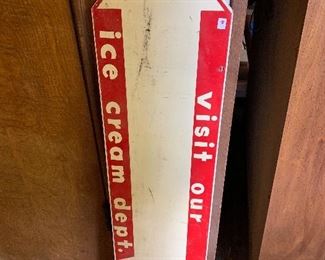 visit our
ice cream dept.